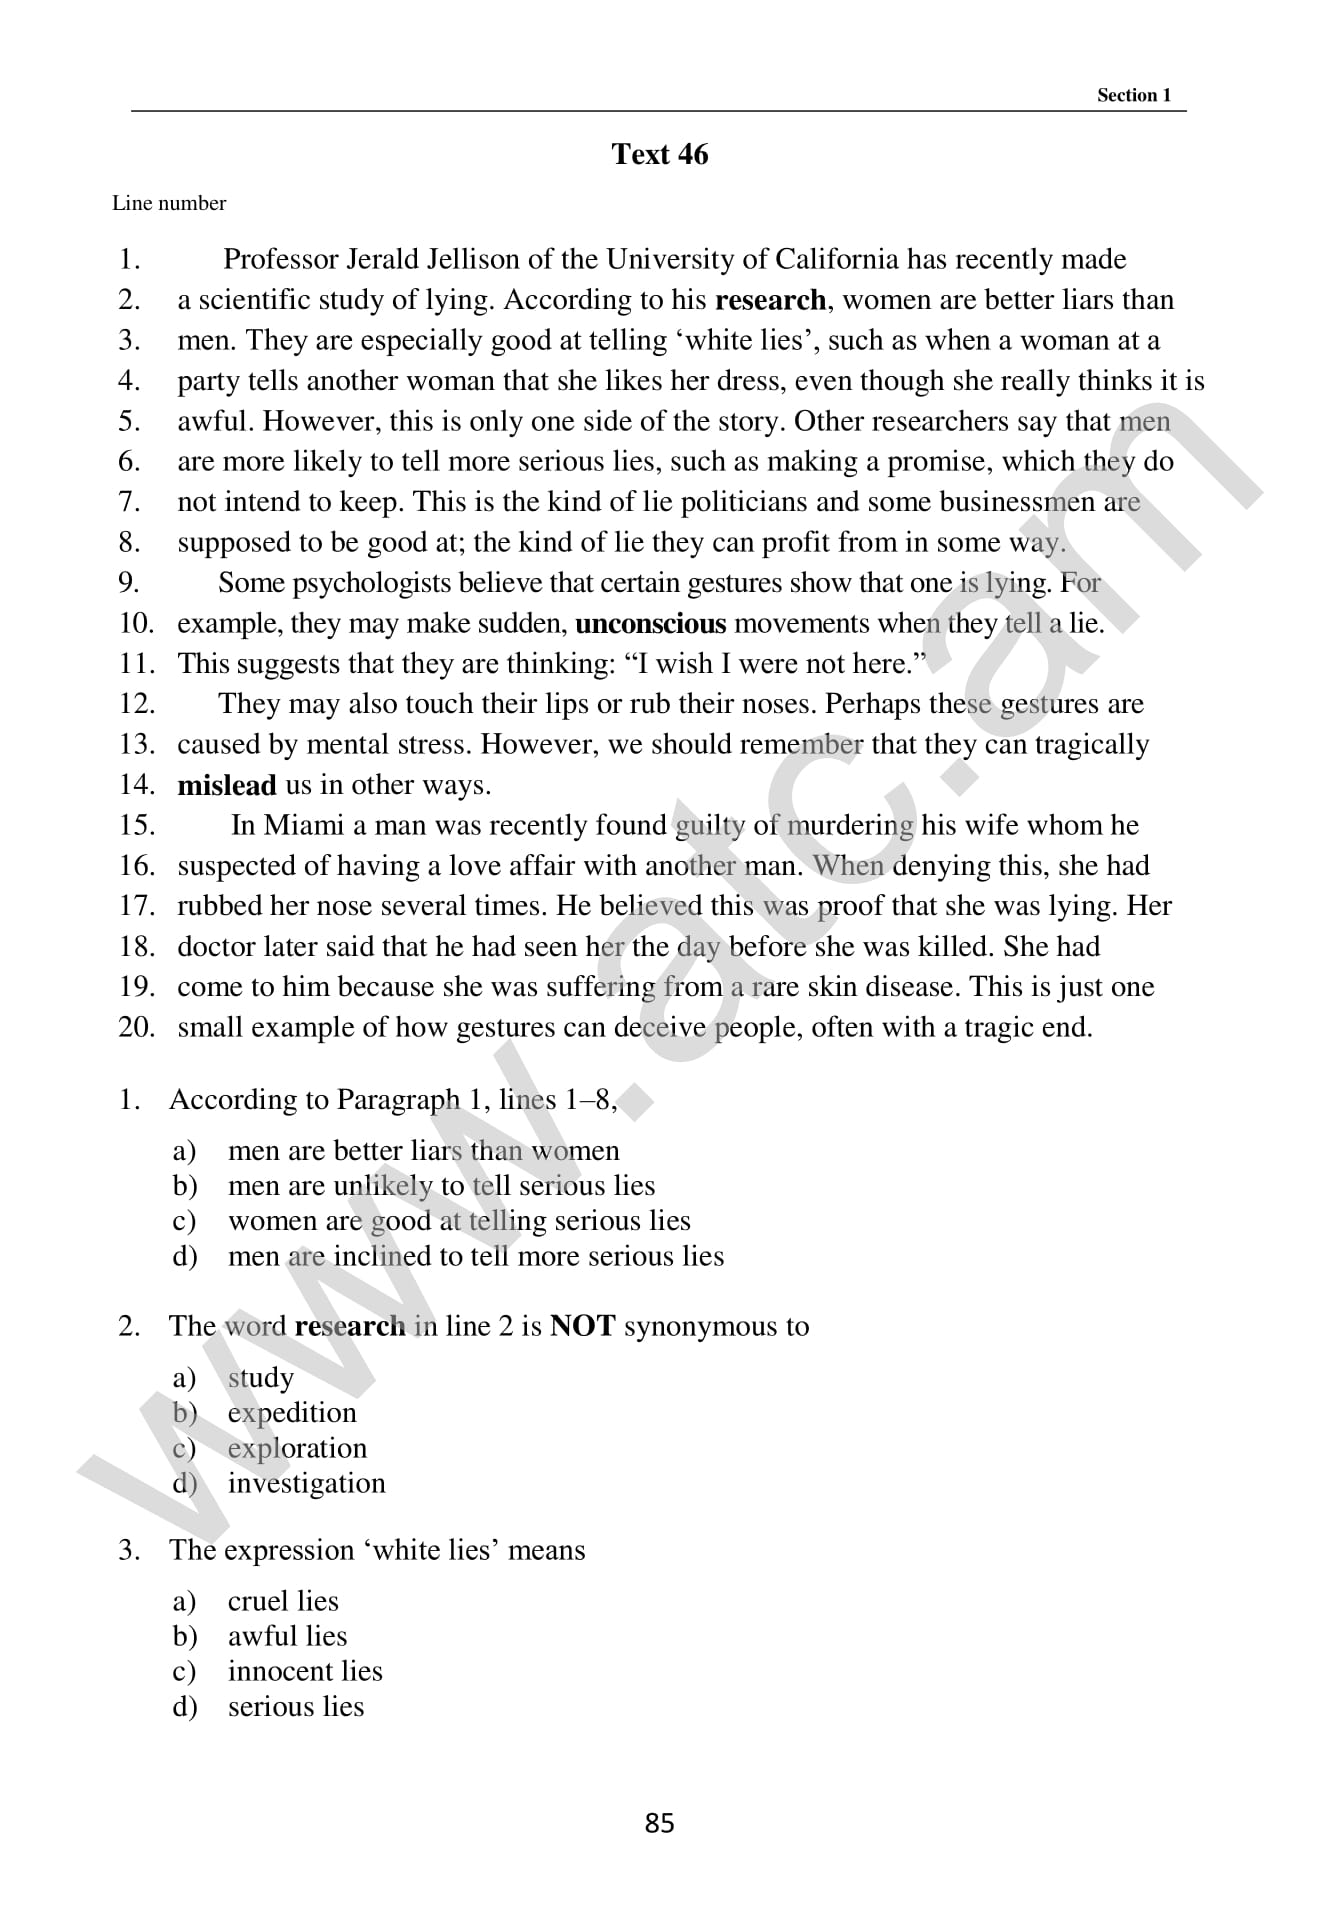 Section 1
Text 46
Line number
1. Professor Jerald Jellison of the University of California has recently made
2. a scientific study of lying. According to his research, women are better liars than
3. men. They are especially good at telling ‘white lies’, such as when a woman at a
4. party tells another woman that she likes her dress, even though she really thinks it is
5. awful. However, this is only one side of the story. Other researchers say that men
6. are more likely to tell more serious lies, such as making a promise, which they do
7. not intend to keep. This is the kind of lie politicians and some businessmen are
8. supposed to be good at; the kind of lie they can profit from in some way.
9. Some psychologists believe that certain gestures show that one is lying. For
10. example, they may make sudden, unconscious movements when they tell a lie.
11. This suggests that they are thinking: “I wish I were not here.”
12. They may also touch their lips or rub their noses. Perhaps these gestures are
13. caused by mental stress. However, we should remember that they can tragically
14. mislead us in other ways.
15. In Miami a man was recently found guilty of murdering his wife whom he
16. suspected of having a love affair with another man. When denying this, she had
17. rubbed her nose several times. He believed this was proof that she was lying. Her
18. doctor later said that he had seen her the day before she was killed. She had
19. come to him because she was suffering from a rare skin disease. This is just one
20. small example of how gestures can deceive people, often with a tragic end.
1. According to Paragraph 1, lines 1–8,
a) men are better liars than women
b) men are unlikely to tell serious lies
c) women are good at telling serious lies
d) men are inclined to tell more serious lies
2. The word research in line 2 is NOT synonymous to
a) study
b) expedition
c) exploration
d) investigation
3. The expression ‘white lies’ means
a) cruel lies
b) awful lies
c) innocent lies
d) serious lies
85
www.atc.am